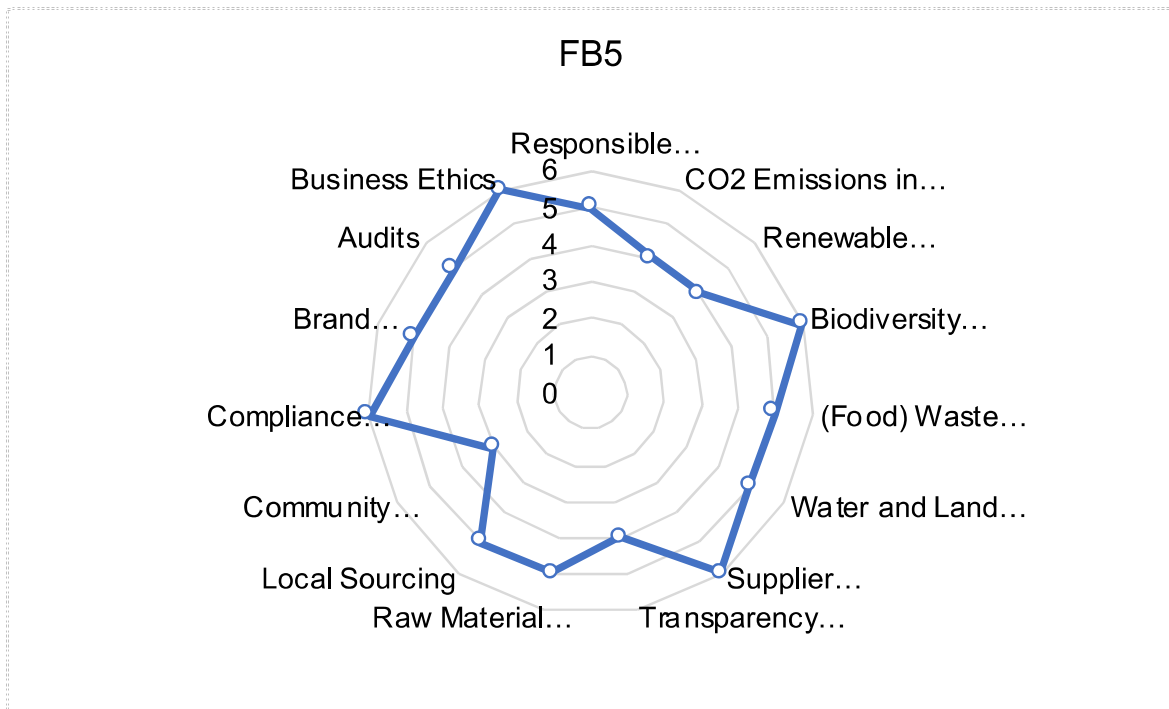 FB5
Responsible…
CO2 Emissions in…
Renewable…
Biodiversity…
(Food) Waste…
Water and Land…
Supplier…
Transparency…
Raw Material…
Local Sourcing
Community…
Compliance…
Brand…
Audits
Business Ethics
6
5
4
3
2
1
0